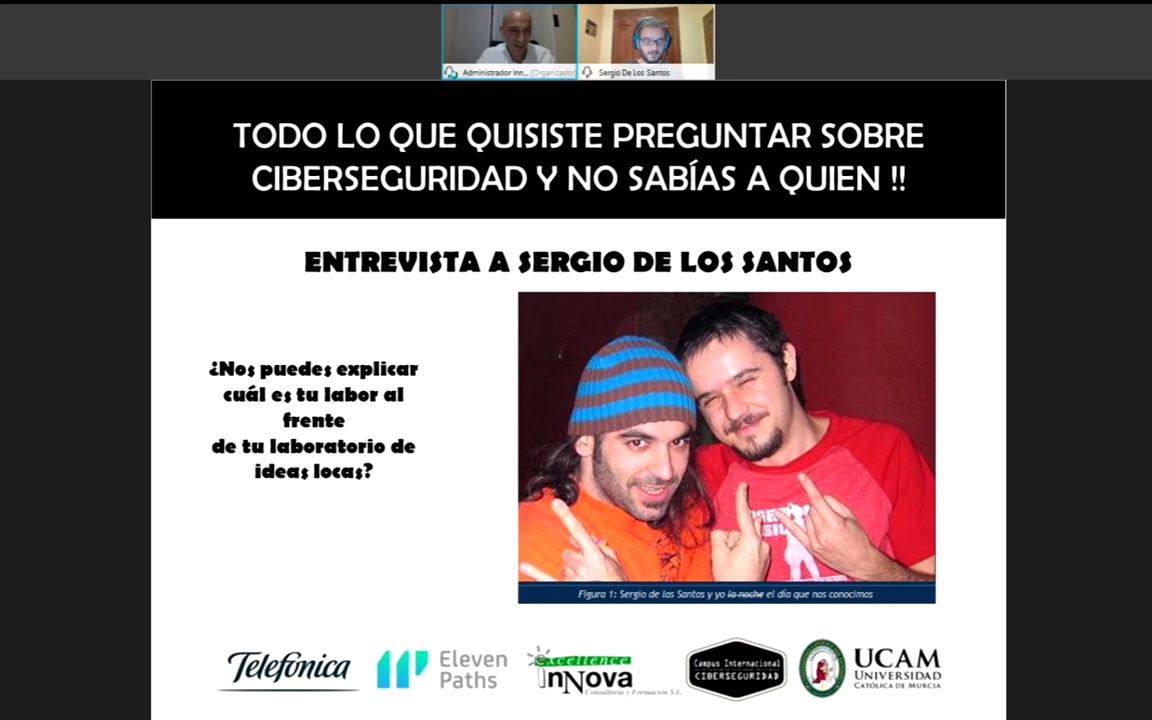 Administrador Inn... (Organizador
Sergio De Los Santos
TODO LO QUE QUISISTE PREGUNTAR SOBRE
CIBERSEGURIDAD Y NO SABÍAS A QUIEN !!
ENTREVISTA A SERGIO DE LOS SANTOS
¿Nos puedes explicar
cuál es tu labor al
frente
de tu laboratorio de
ideas locas?
Figura 1: Sergio de los Santos y yo la noche el día que nos conocimos
Telefónica
Eleven
Paths
excellence
InNova
Consultoría y Formación S.L.
Campus Internacional
CIBERSEGURIDAD
UCAM
UNIVERSIDAD
CATÓLICA DE MURCIA